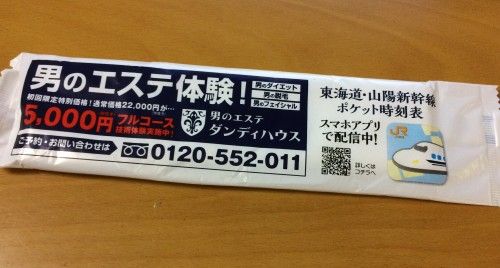 男のエステ体験!
男のダイエット
男の脱毛
男のフェイシャル
初回限定特別価格!通常価格22,000円が…
5,000円
フルコース
技術体験実施中!
男のエステ
ダンディハウス
ご予約・お問い合わせは
0120-552-011
東海道・山陽新幹線
ポケット時刻表
スマホアプリ
で配信中!
詳しくは
コチラへ
JR